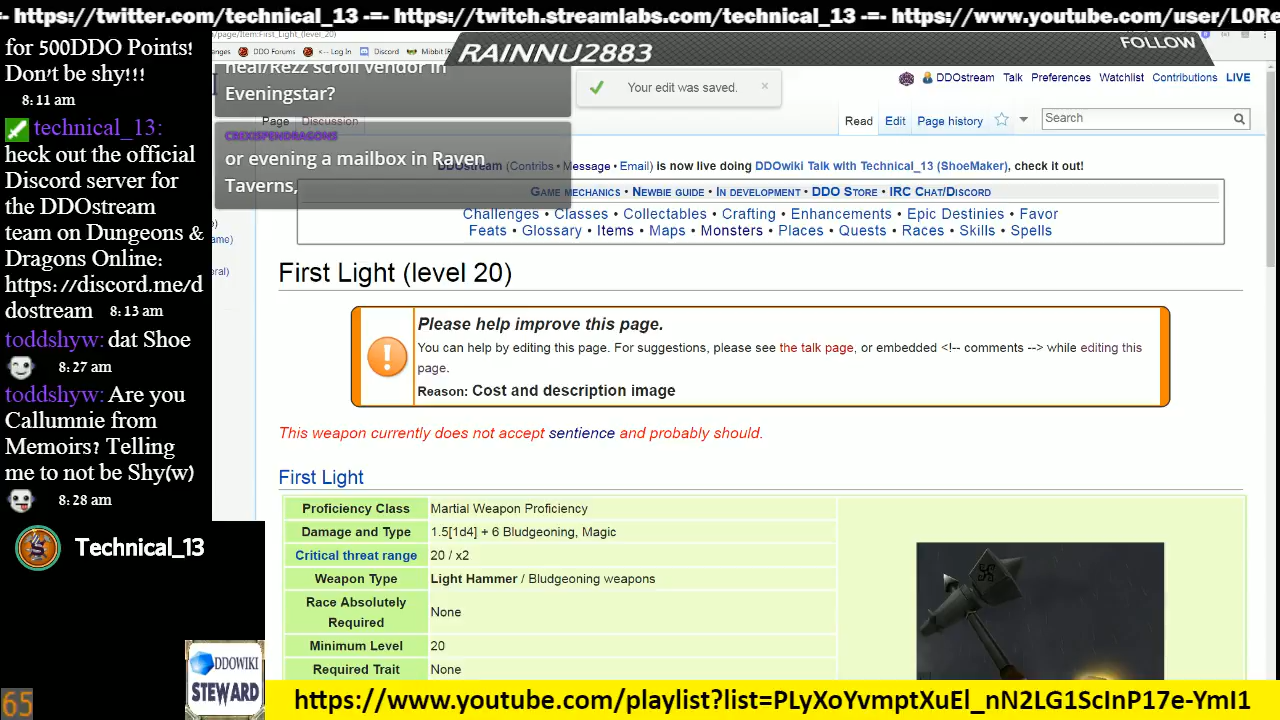 - https://twitter.com/technical_13 -=- https://twitch.streamlabs.com/technical_13 -=- https://www.youtube.com/user/L0Re
for 500DDO Points!
Don't be shy!!!
8:11 am
technical_13:
heck out the official
Discord server for
the DDOstream
team on Dungeons &
Dragons Online:
https://discord.me/d
dostream 8:13 am
toddshyw: dat Shoe
8:27 am
toddshyw: Are you
Callumnie from
Memoirs? Telling
me to not be Shy(w)
8:28 am
Technical_13
DDOWIKI
STEWARD
65
/page/Item:First_Light_(level_20)
DDO Forums
<-- Log In
Discord
RAINNU2883
FOLLOW
heal/Rezz scroll vendor in
Eveningstar?
or evening a mailbox in Raven
Taverns,
Your edit was saved.
×
DDOstream Talk Preferences Watchlist Contributions LIVE
Page Discussion
Read Edit Page history
Search
DDOstream (Contribs • Message • Email) is now live doing DDOwiki Talk with Technical_13 (ShoeMaker), check it out!
Game mechanics • Newbie guide • In development • DDO Store • IRC Chat/Discord
Challenges • Classes • Collectables • Crafting • Enhancements • Epic Destinies • Favor
Feats • Glossary • Items • Maps • Monsters • Places • Quests • Races • Skills • Spells
First Light (level 20)
Please help improve this page.
You can help by editing this page. For suggestions, please see the talk page, or embedded <!-- comments --> while editing this
page.
Reason: Cost and description image
This weapon currently does not accept sentience and probably should.
First Light
Proficiency Class Martial Weapon Proficiency
Damage and Type 1.5[1d4] + 6 Bludgeoning, Magic
Critical threat range 20 / x2
Weapon Type Light Hammer / Bludgeoning weapons
Race Absolutely
Required None
Minimum Level 20
Required Trait None
https://www.youtube.com/playlist?list=PLyXoYvmptXuEl_nN2LG1ScInP17e-YmI1